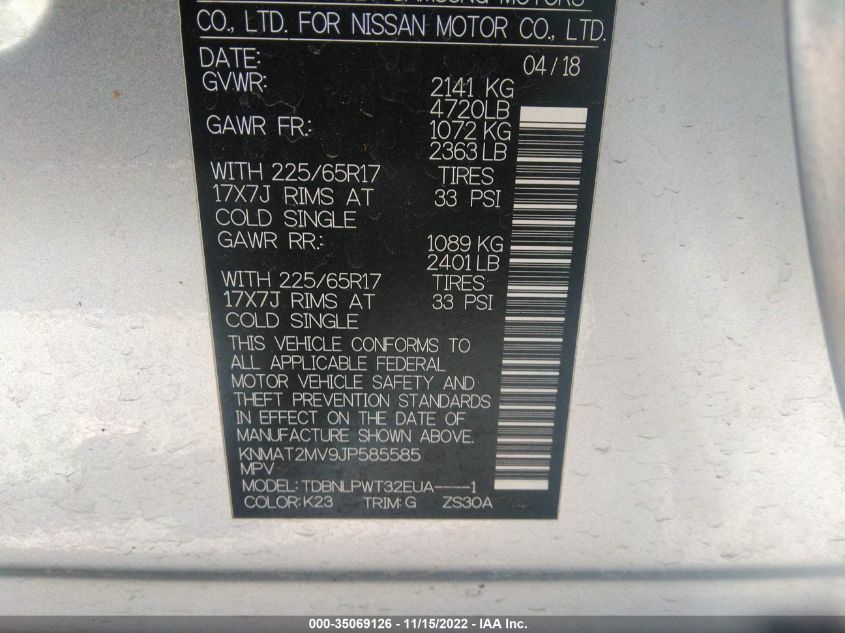 SAMSUNG MOTORS
CO., LTD. FOR NISSAN MOTOR CO., LTD.
DATE: 04/18
GVWR: 2141 KG
4720LB
GAWR FR.: 1072 KG
2363 LB
WITH 225/65R17 TIRES
17X7J RIMS AT 33 PSI
COLD SINGLE
GAWR RR.: 1089 KG
2401 LB
WITH 225/65R17 TIRES
17X7J RIMS AT 33 PSI
COLD SINGLE
THIS VEHICLE CONFORMS TO
ALL APPLICABLE FEDERAL
MOTOR VEHICLE SAFETY AND
THEFT PREVENTION STANDARDS
IN EFFECT ON THE DATE OF
MANUFACTURE SHOWN ABOVE.
KNMAT2MV9JP585585
MPV
MODEL: TDBNLPWT32EUA----1
COLOR: K23 TRIM: G ZS30A
000-35069126 - 11/15/2022 - IAA Inc.